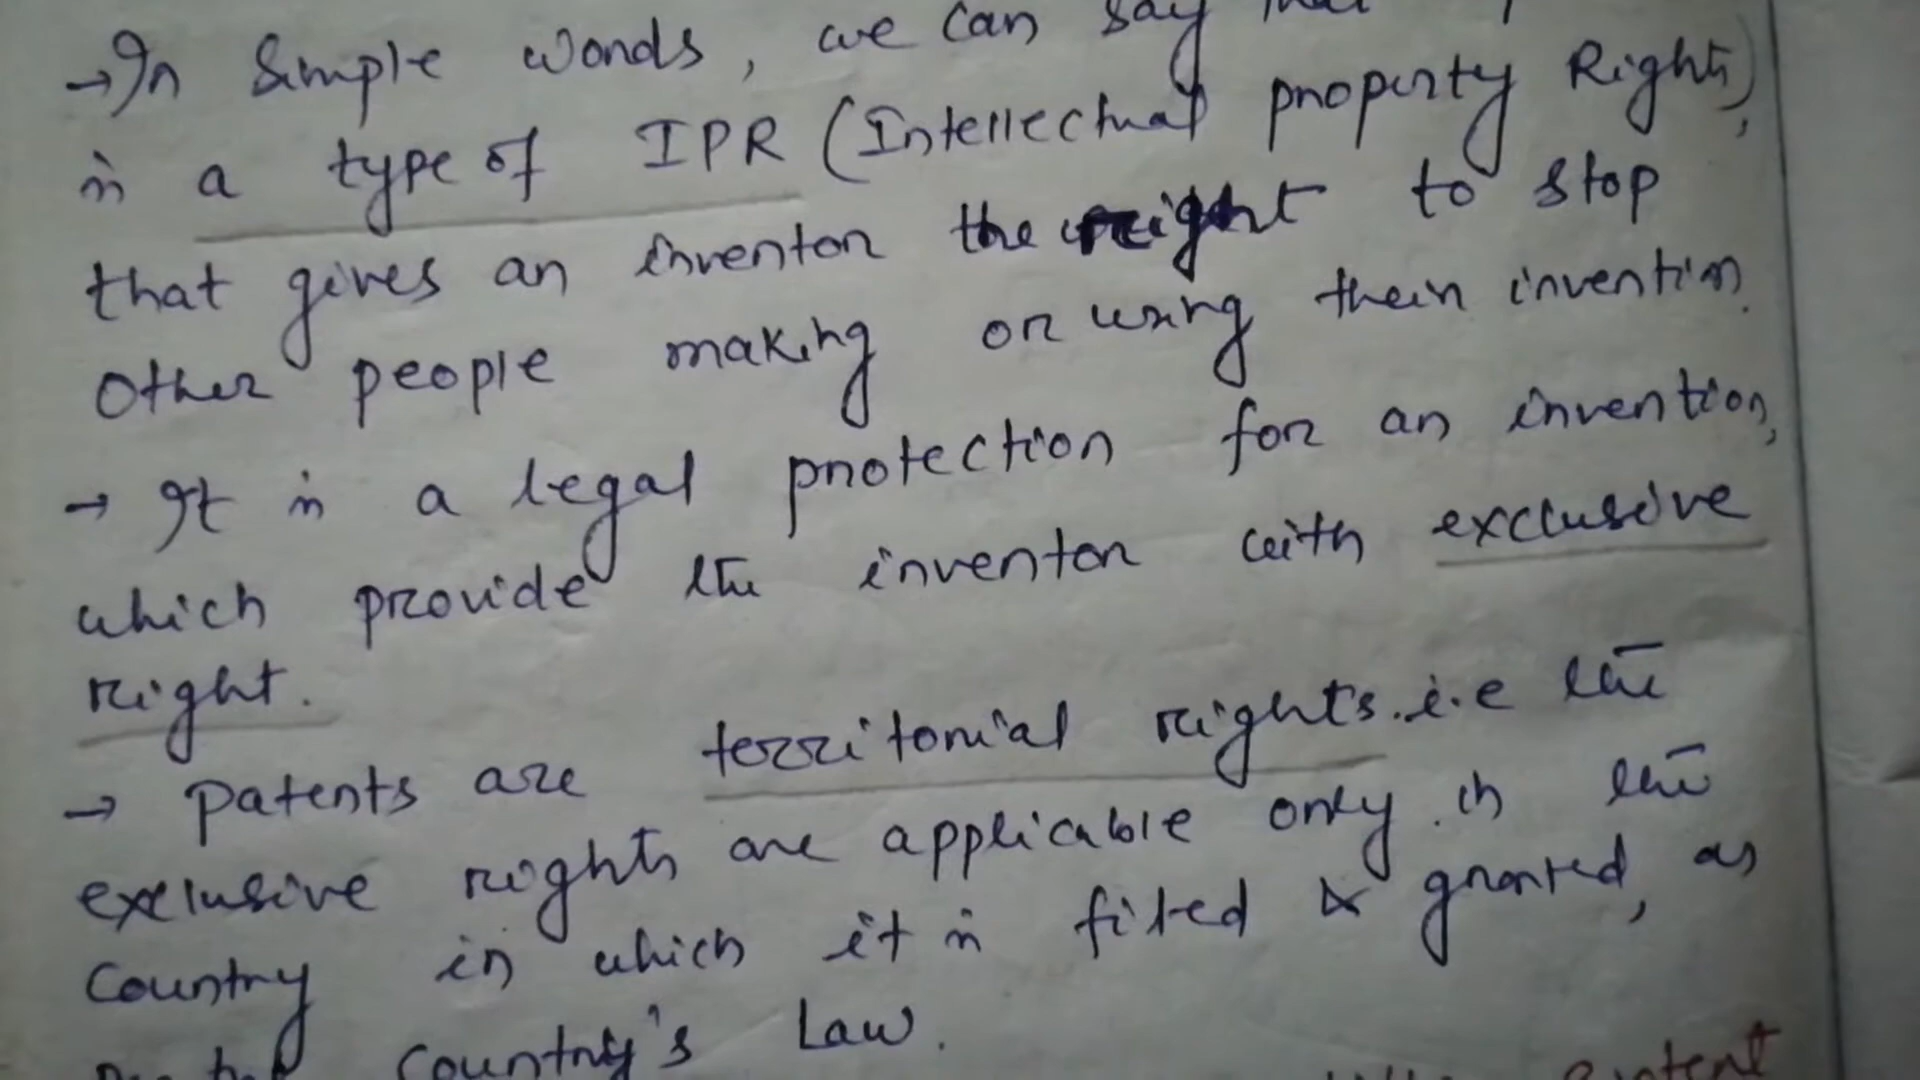 → In Simple words, we can say that
is a type of IPR (Intellectual property Rights),
that gives an inventor the right to stop
other people making or using their invention.
→ It is a legal protection for an invention,
which provide the inventor with exclusive
right.
→ Patents are territorial rights. i.e the
exclusive rights are applicable only in the
Country in which it is filed & granted, as
Country's Law.
Patent